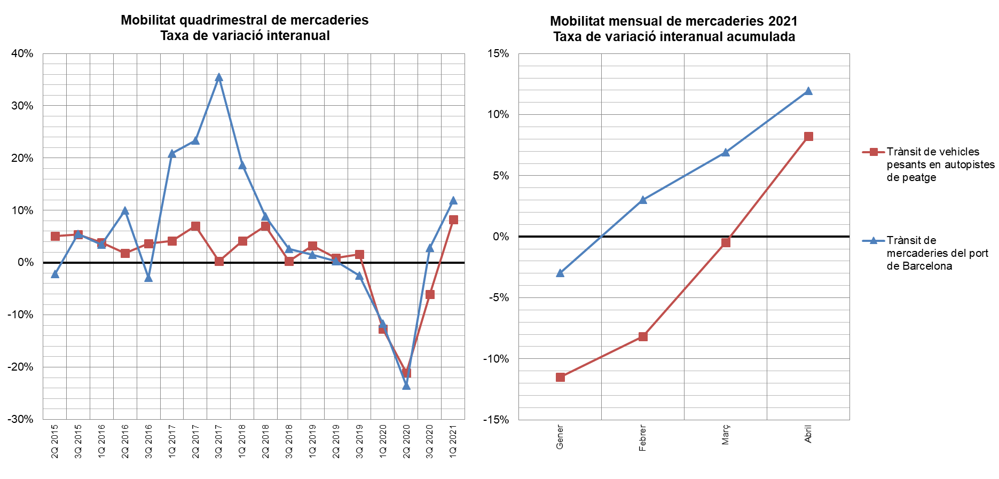 Mobilitat quadrimestral de mercaderies
Taxa de variació interanual
40%
30%
20%
10%
0%
-10%
-20%
-30%
2Q 2015
3Q 2015
1Q 2016
2Q 2016
3Q 2016
1Q 2017
2Q 2017
3Q 2017
1Q 2018
2Q 2018
3Q 2018
1Q 2019
2Q 2019
3Q 2019
1Q 2020
2Q 2020
3Q 2020
1Q 2021
Mobilitat mensual de mercaderies 2021
Taxa de variació interanual acumulada
15%
10%
5%
0%
-5%
-10%
-15%
Gener
Febrer
Març
Abril
Trànsit de vehicles
pesants en autopistes
de peatge
Trànsit de
mercaderies del port
de Barcelona